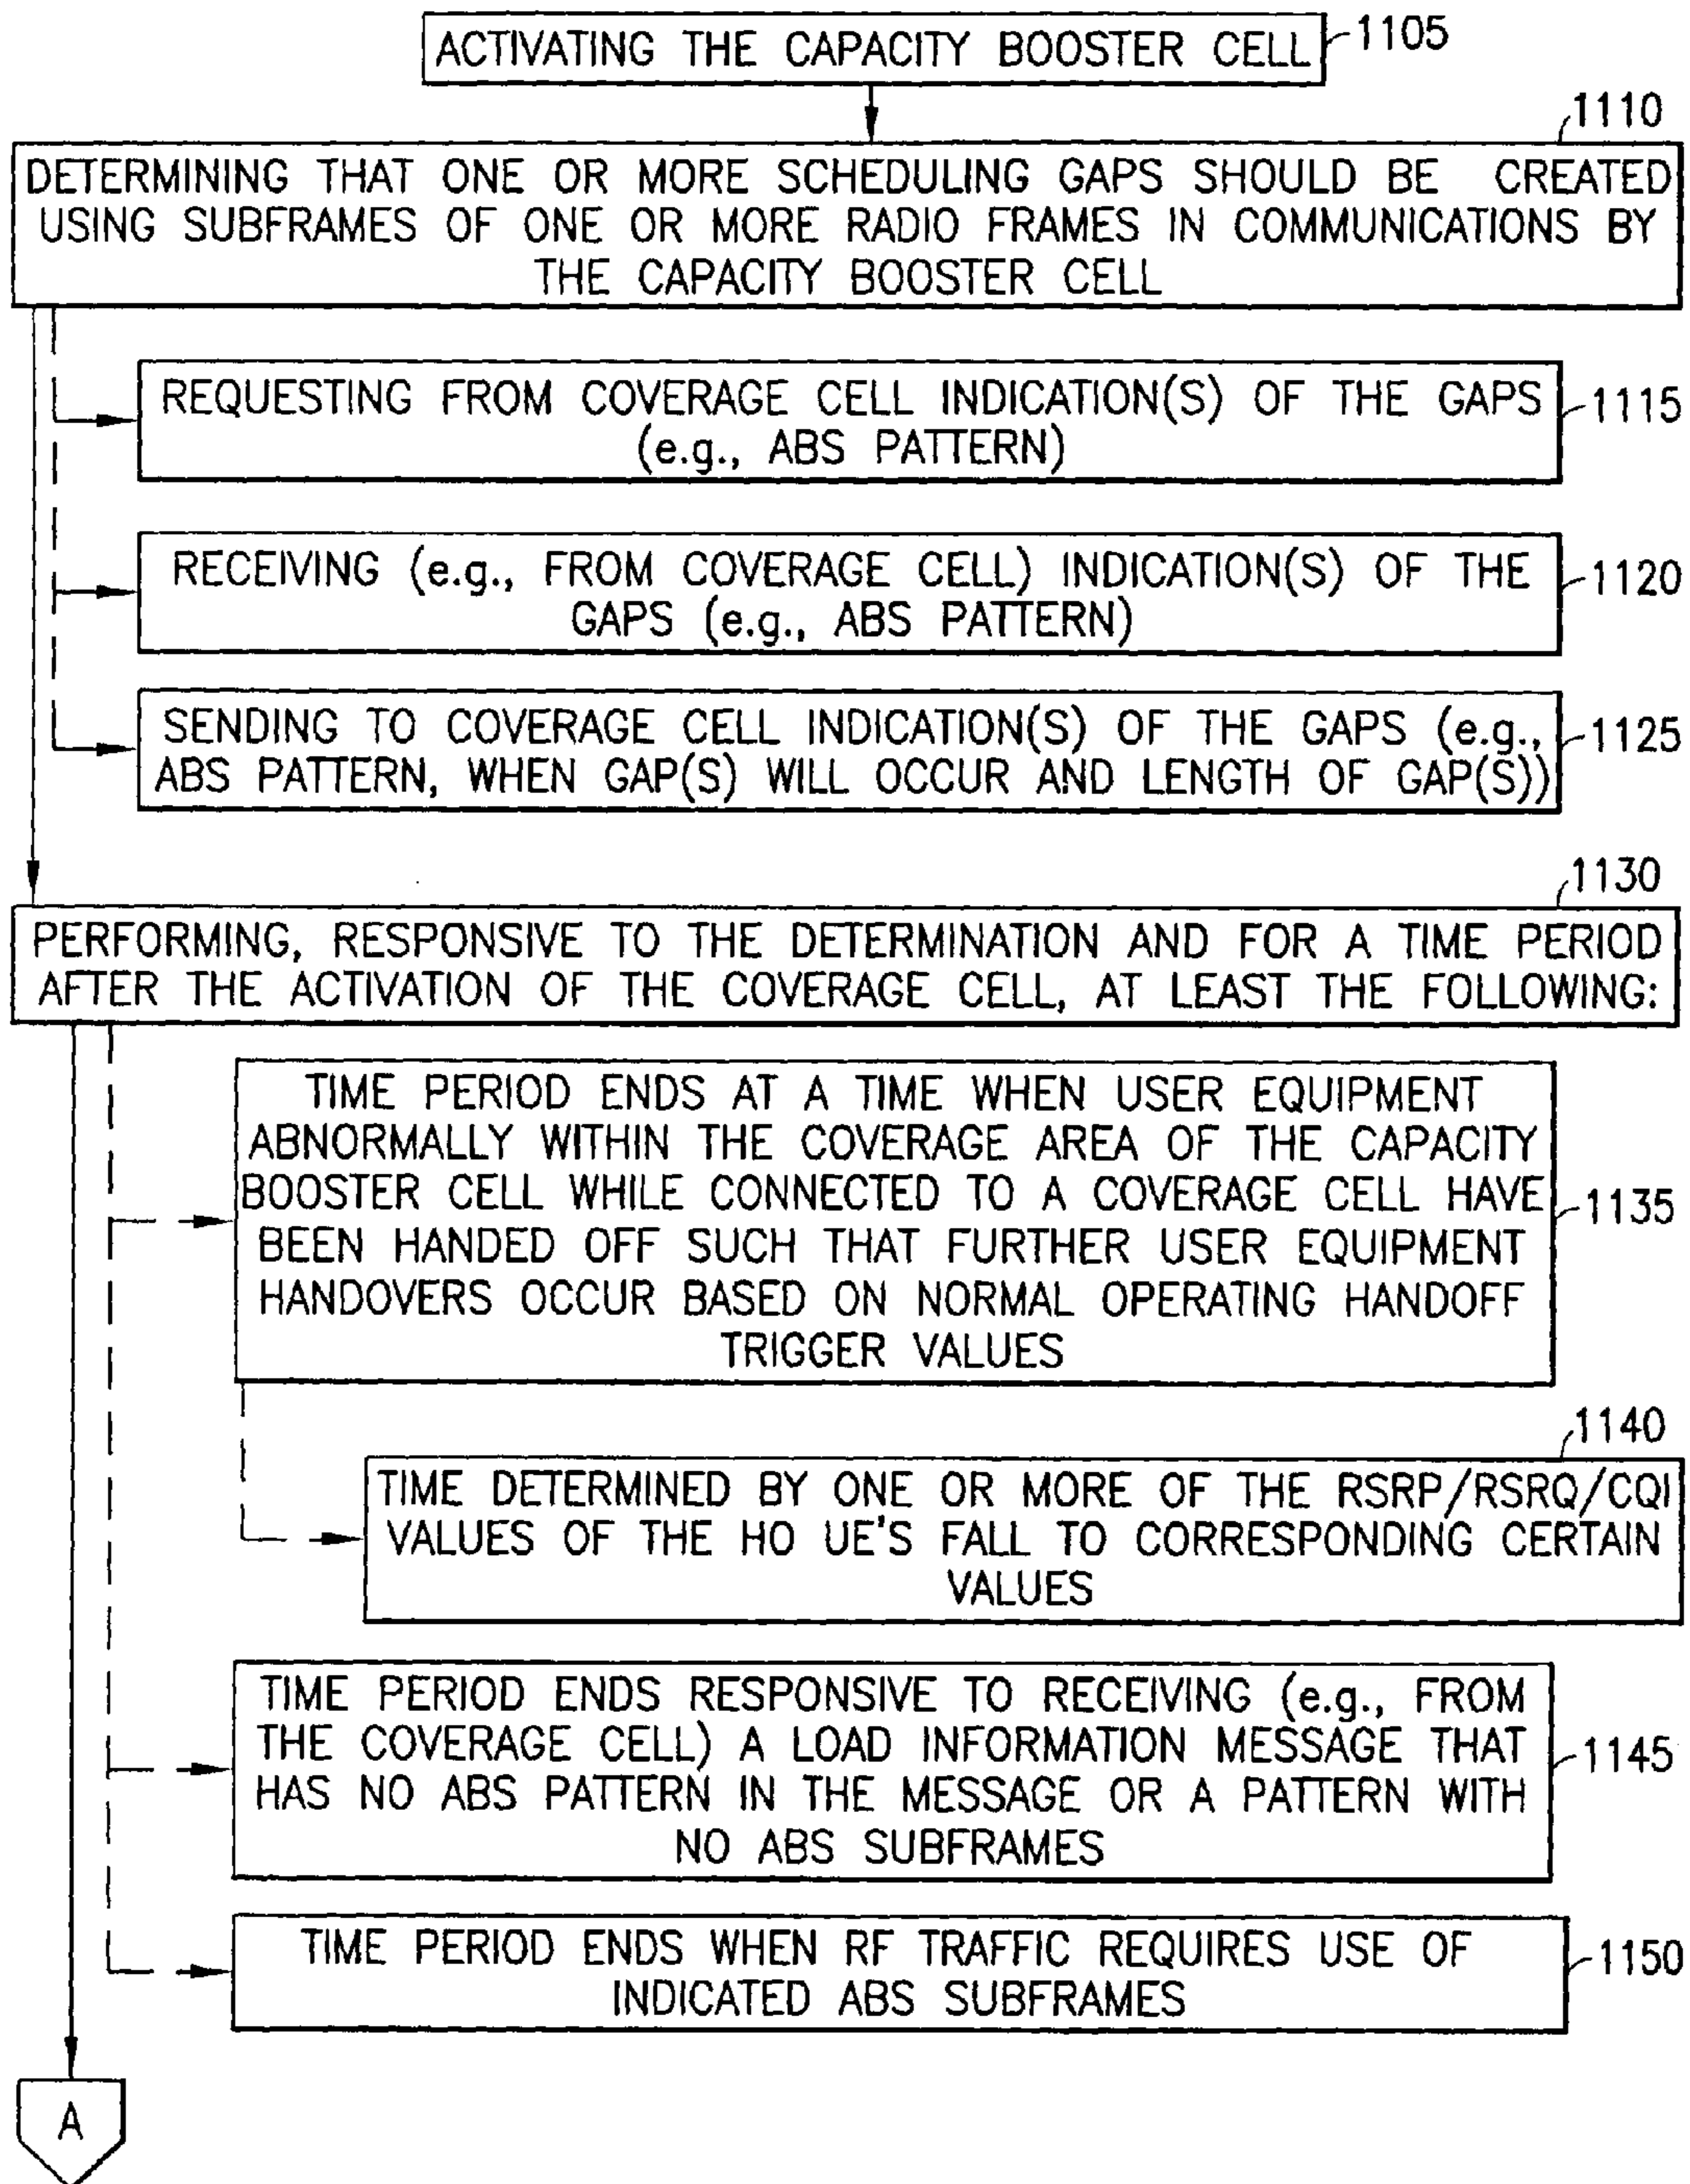 ACTIVATING THE CAPACITY BOOSTER CELL
1105
1110
DETERMINING THAT ONE OR MORE SCHEDULING GAPS SHOULD BE CREATED
USING SUBFRAMES OF ONE OR MORE RADIO FRAMES IN COMMUNICATIONS BY
THE CAPACITY BOOSTER CELL
REQUESTING FROM COVERAGE CELL INDICATION(S) OF THE GAPS
(e.g., ABS PATTERN)
1115
RECEIVING (e.g., FROM COVERAGE CELL) INDICATION(S) OF THE
GAPS (e.g., ABS PATTERN)
1120
SENDING TO COVERAGE CELL INDICATION(S) OF THE GAPS (e.g.,
ABS PATTERN, WHEN GAP(S) WILL OCCUR AND LENGTH OF GAP(S))
1125
1130
PERFORMING, RESPONSIVE TO THE DETERMINATION AND FOR A TIME PERIOD
AFTER THE ACTIVATION OF THE COVERAGE CELL, AT LEAST THE FOLLOWING:
TIME PERIOD ENDS AT A TIME WHEN USER EQUIPMENT
ABNORMALLY WITHIN THE COVERAGE AREA OF THE CAPACITY
BOOSTER CELL WHILE CONNECTED TO A COVERAGE CELL HAVE
BEEN HANDED OFF SUCH THAT FURTHER USER EQUIPMENT
HANDOVERS OCCUR BASED ON NORMAL OPERATING HANDOFF
TRIGGER VALUES
1135
1140
TIME DETERMINED BY ONE OR MORE OF THE RSRP/RSRQ/CQI
VALUES OF THE HO UE'S FALL TO CORRESPONDING CERTAIN
VALUES
TIME PERIOD ENDS RESPONSIVE TO RECEIVING (e.g., FROM
THE COVERAGE CELL) A LOAD INFORMATION MESSAGE THAT
HAS NO ABS PATTERN IN THE MESSAGE OR A PATTERN WITH
NO ABS SUBFRAMES
1145
TIME PERIOD ENDS WHEN RF TRAFFIC REQUIRES USE OF
INDICATED ABS SUBFRAMES
1150
A